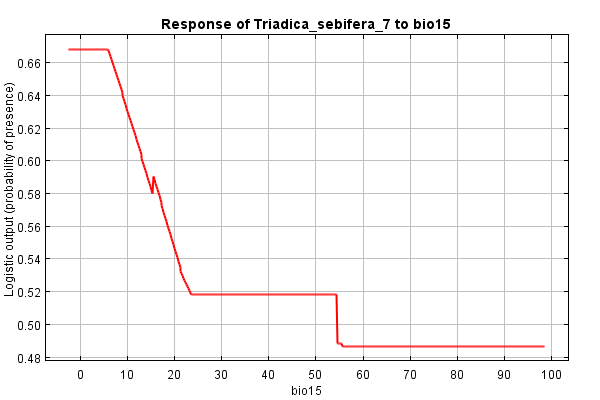 Response of Triadica_sebifera_7 to bio15
Logistic output (probability of presence)
0.66
0.64
0.62
0.60
0.58
0.56
0.54
0.52
0.50
0.48
0 10 20 30 40 50 60 70 80 90 100
bio15